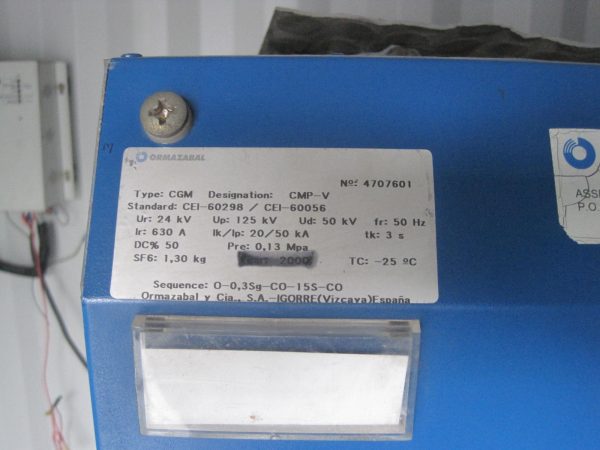 ORMAZABAL
Nº: 4707601
Type: CGM Designation: CMP-V
Standard: CEI-60298 / CEI-60056
Ur: 24 kV Up: 125 kV Ud: 50 kV fr: 50 Hz
Ir: 630 A Ik/Ip: 20/50 kA tk: 3 s
DC% 50 Pre: 0,13 Mpa
SF6: 1,30 kg 2000 TC: -25 ºC
Sequence: O-0,3Sg-CO-15S-CO
Ormazabal y Cia., S.A.-IGORRE(Vizcaya)España
ASSE
P.O.